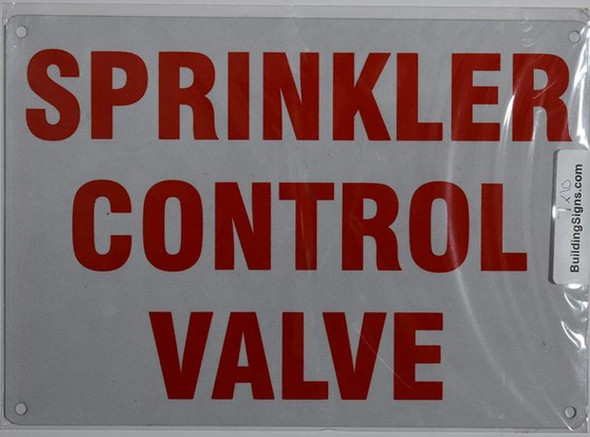 SPRINKLER
CONTROL
VALVE
BuildingSigns.com